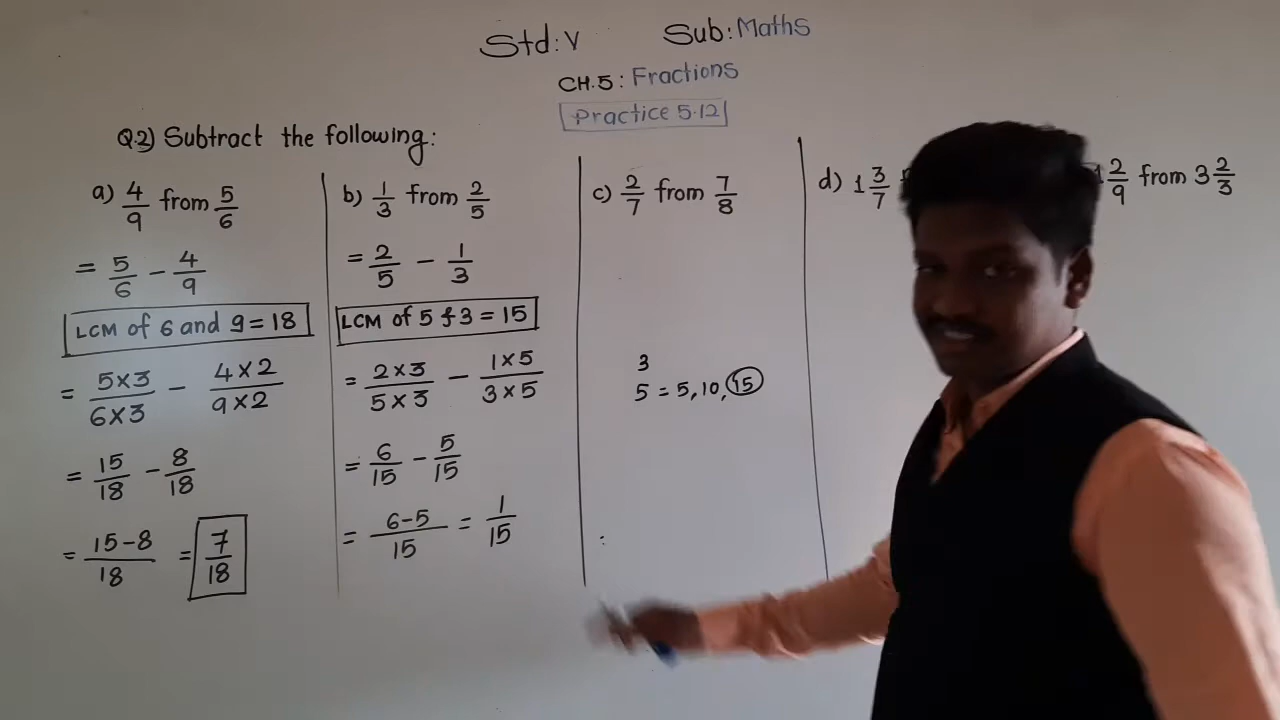 Std: V Sub: Maths
CH.5: Fractions
Practice 5.12
Q.2) Subtract the following:
a) 4/9 from 5/6
= 5/6 - 4/9
LCM of 6 and 9 = 18
= 5×3/6×3 - 4×2/9×2
= 15/18 - 8/18
= 15-8/18 = 7/18
b) 1/3 from 2/5
= 2/5 - 1/3
LCM of 5 & 3 = 15
= 2×3/5×3 - 1×5/3×5
= 6/15 - 5/15
= 6-5/15 = 1/15
c) 2/7 from 7/8
3
5 = 5, 10, 15
d) 1 3/7
1 2/9 from 3 2/3